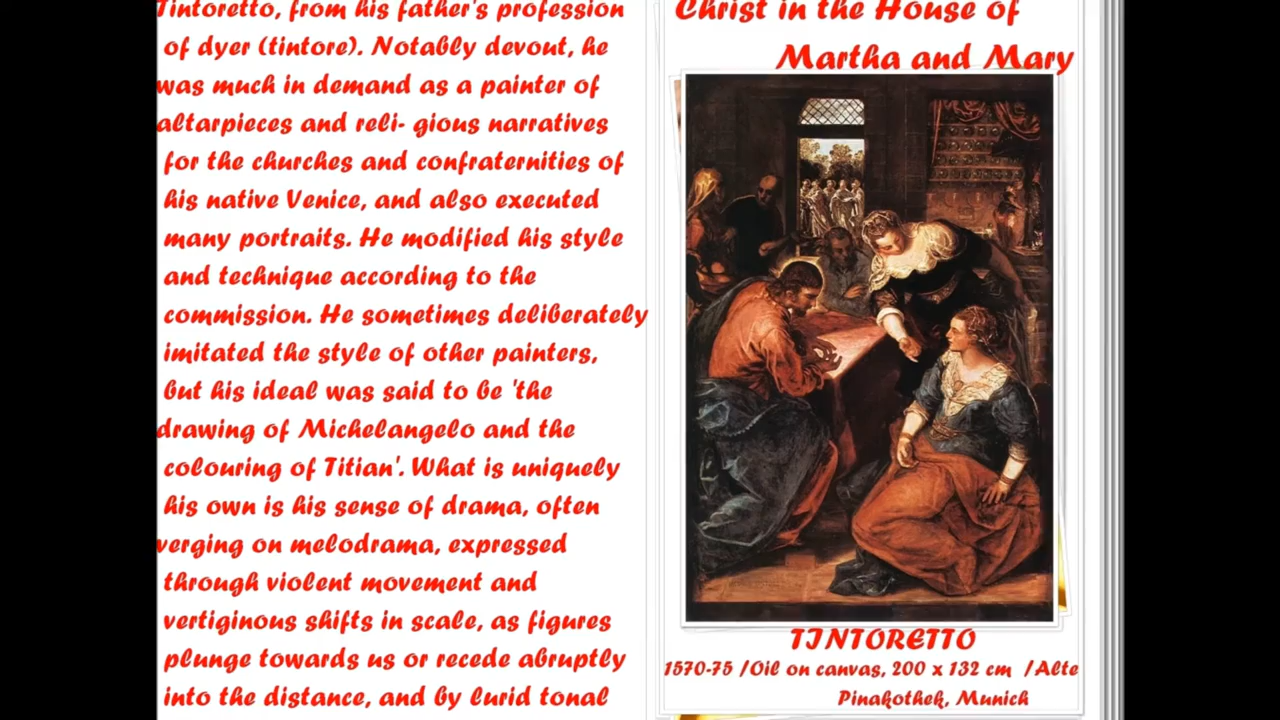 Tintoretto, from his father's profession
of dyer (tintore). Notably devout, he
was much in demand as a painter of
altarpieces and reli- gious narratives
for the churches and confraternities of
his native Venice, and also executed
many portraits. He modified his style
and technique according to the
commission. He sometimes deliberately
imitated the style of other painters,
but his ideal was said to be 'the
drawing of Michelangelo and the
colouring of Titian'. What is uniquely
his own is his sense of drama, often
verging on melodrama, expressed
through violent movement and
vertiginous shifts in scale, as figures
plunge towards us or recede abruptly
into the distance, and by lurid tonal
Christ in the House of
Martha and Mary
TINTORETTO
1570-75 /Oil on canvas, 200 x 132 cm /Alte
Pinakothek, Munich